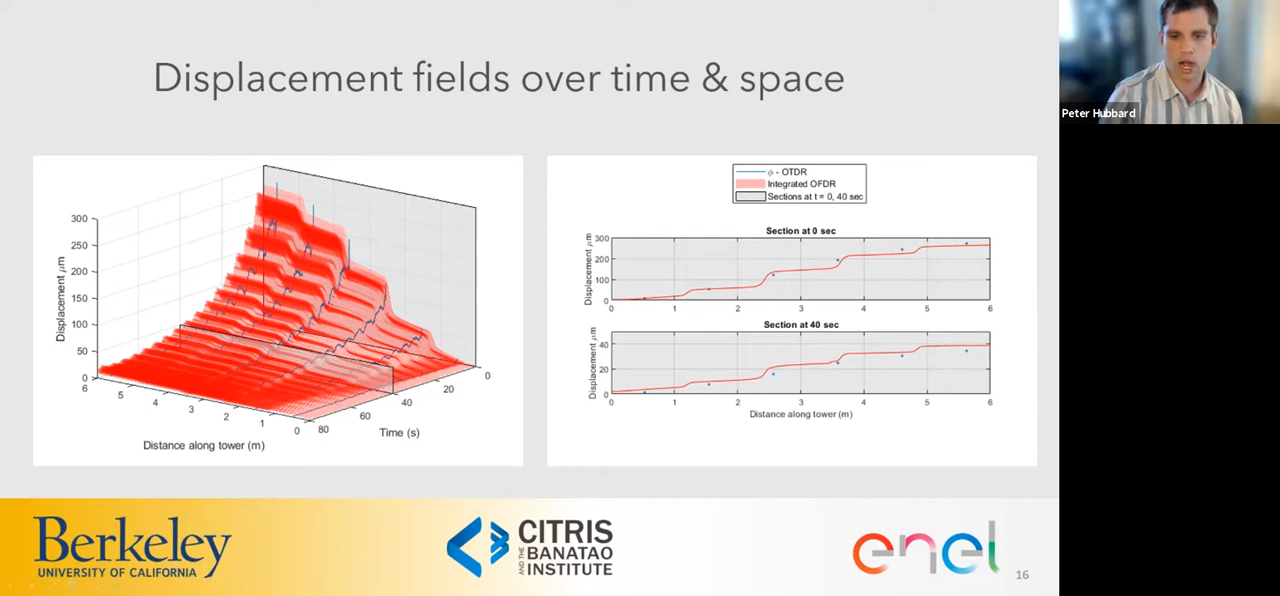 Displacement fields over time & space
Peter Hubbard
300
250
200
150
100
50
0
Displacement μm
6
5
4
3
2
1
0
Distance along tower (m)
80
60
40
20
0
Time (s)
ϕ - OTDR
Integrated OFDR
Sections at t = 0, 40 sec
Section at 0 sec
300
200
100
0
Displacement μm
0 1 2 3 4 5 6
Section at 40 sec
40
20
0
Displacement μm
0 1 2 3 4 5 6
Distance along tower (m)
Berkeley
UNIVERSITY OF CALIFORNIA
CITRIS
AND THE
BANATAO
INSTITUTE
enel
16